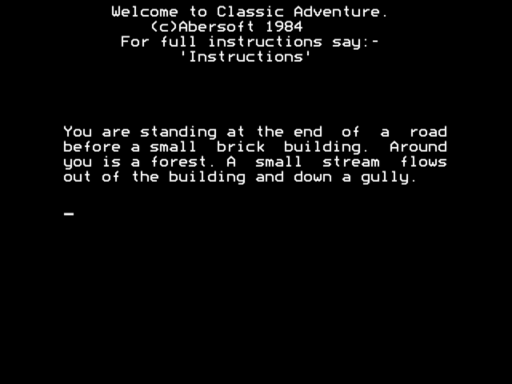 Welcome to Classic Adventure.
(c)Abersoft 1984
For full instructions say:-
'Instructions'
You are standing at the end of a road
before a small brick building. Around
you is a forest. A small stream flows
out of the building and down a gully.